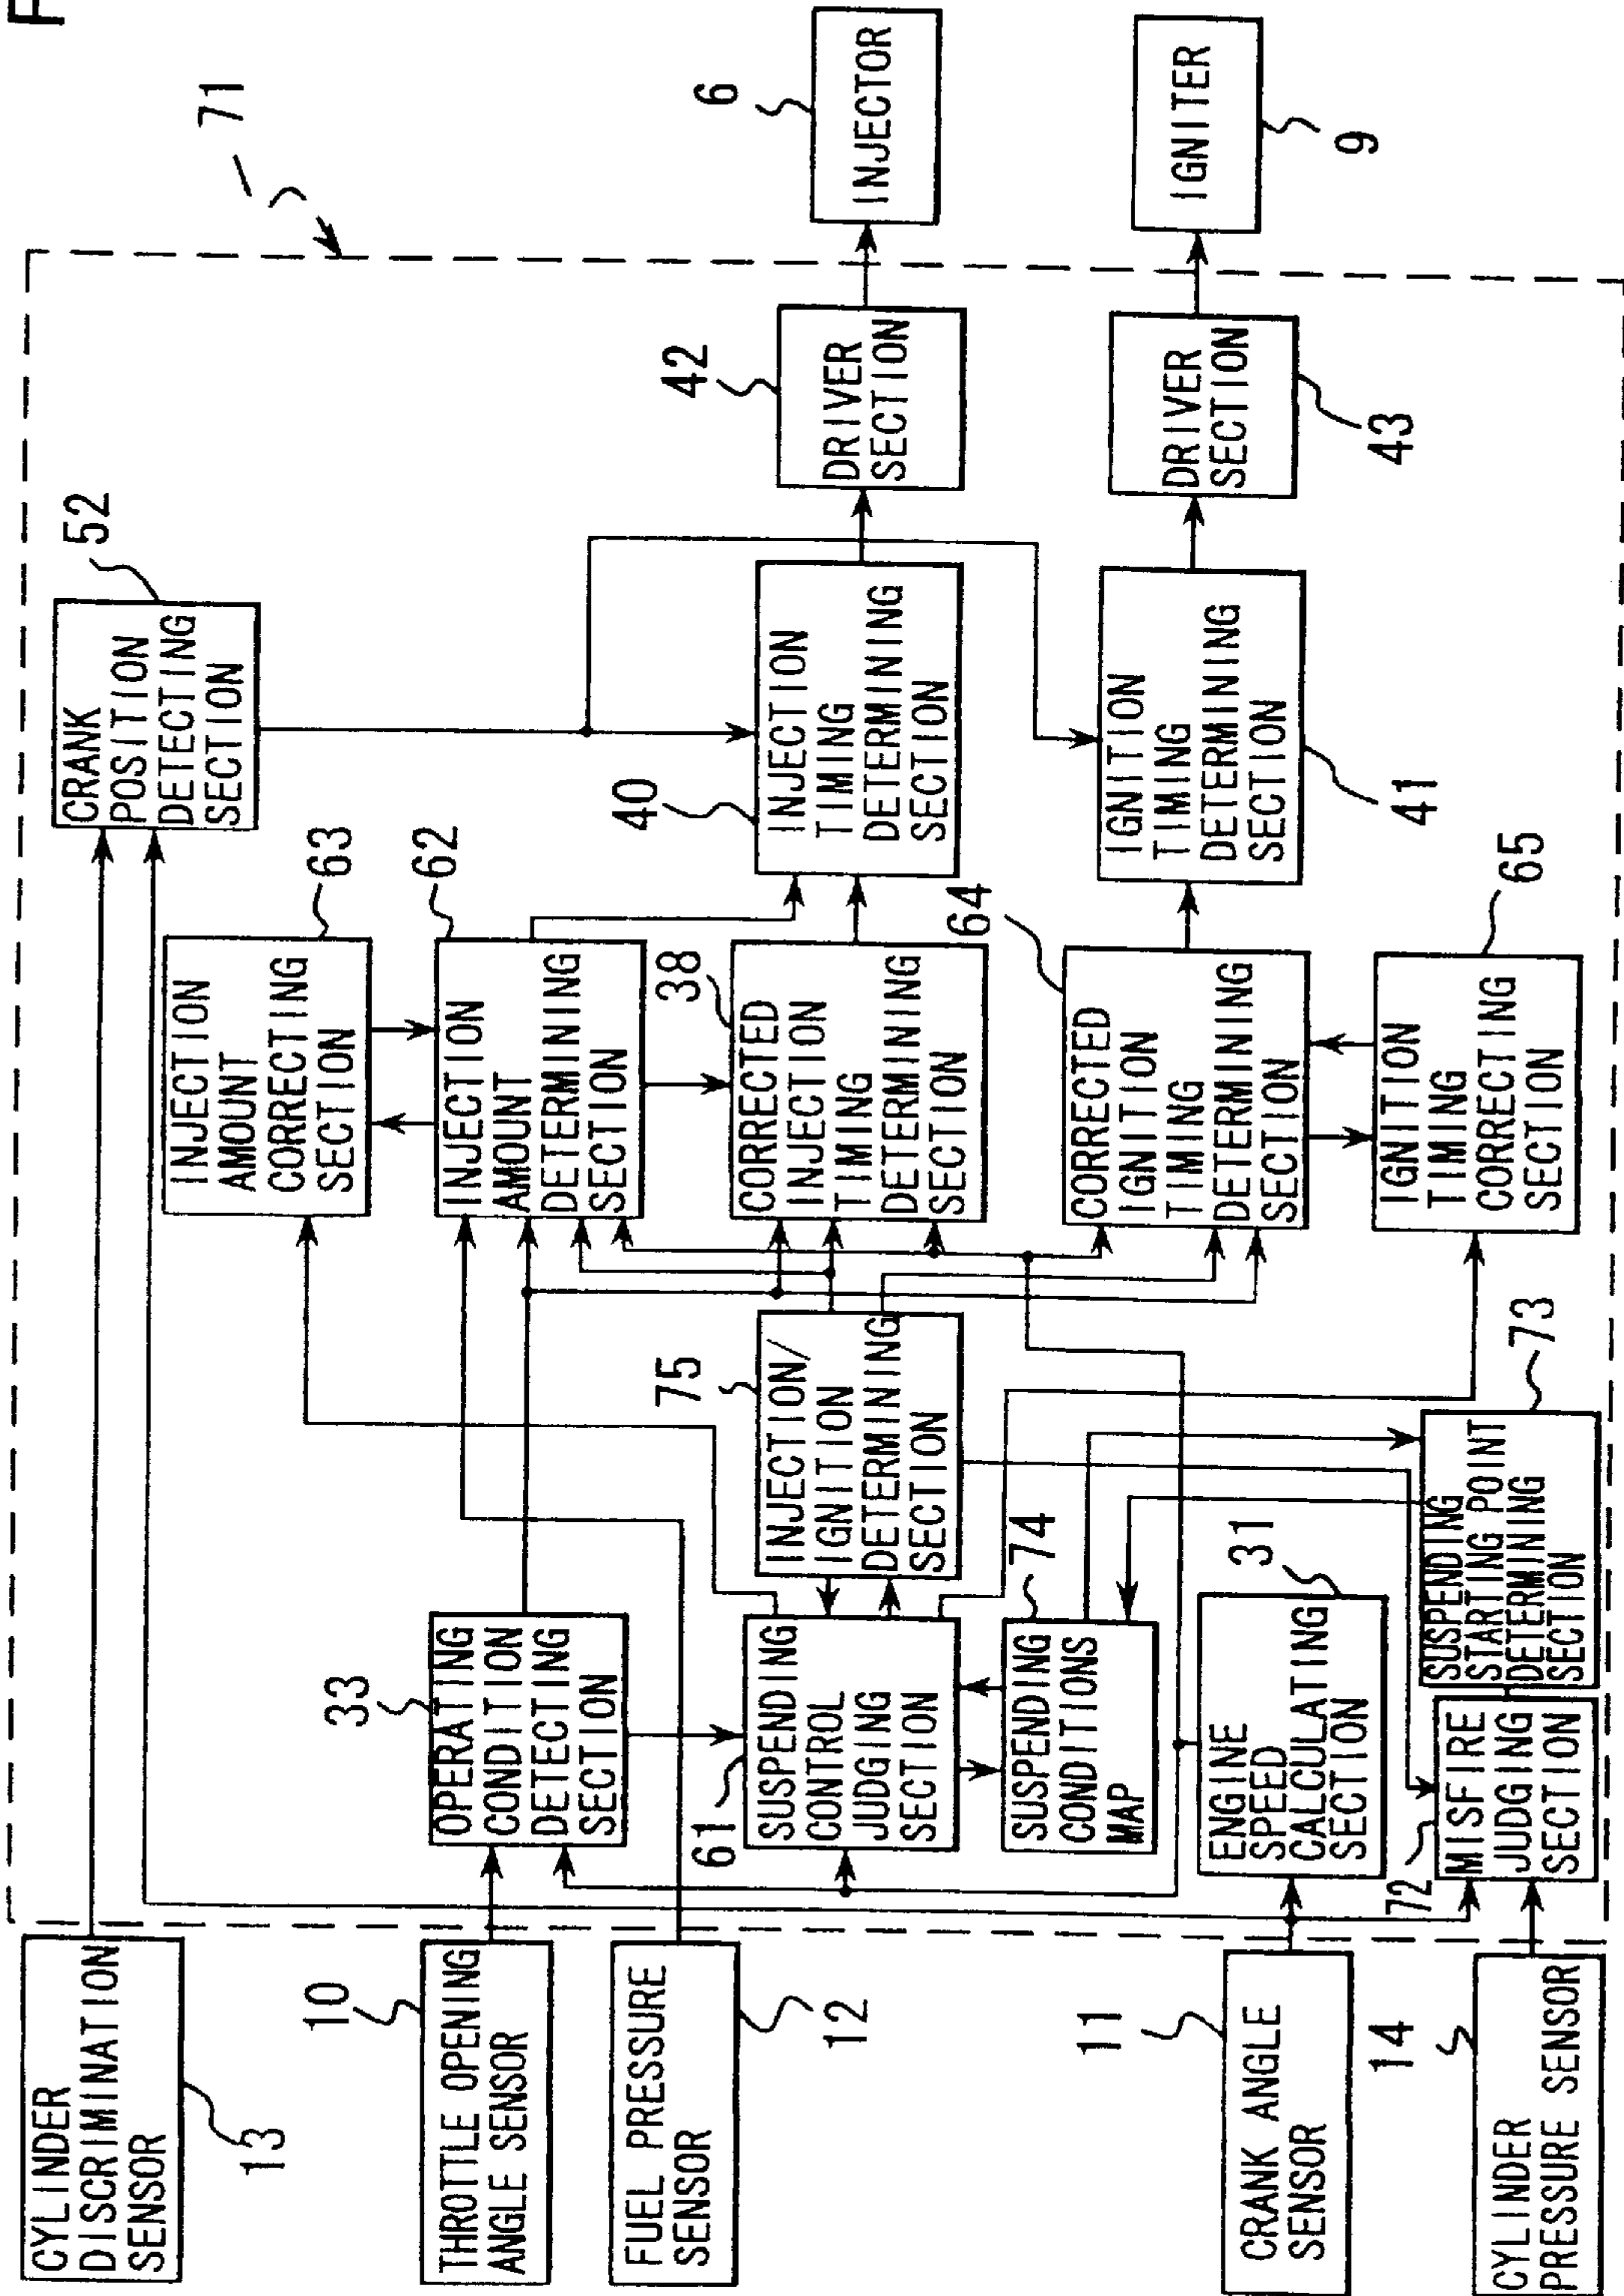 F
71
CYLINDER
DISCRIMINATION
SENSOR
13
THROTTLE OPENING
ANGLE SENSOR
10
FUEL PRESSURE
SENSOR
12
CRANK ANGLE
SENSOR
11
CYLINDER
PRESSURE SENSOR
14
OPERATING
CONDITION
DETECTING
SECTION
33
SUSPENDING
CONTROL
JUDGING
SECTION
61
SUSPENDING
CONDITIONS
MAP
74
ENGINE
SPEED
CALCULATING
SECTION
31
MISFIRE
JUDGING
SECTION
72
SUSPENDING
STARTING POINT
DETERMINING
SECTION
73
INJECTION/
IGNITION
DETERMINING
SECTION
75
INJECTION
AMOUNT
CORRECTING
SECTION
63
INJECTION
AMOUNT
DETERMINING
SECTION
62
CORRECTED
INJECTION
TIMING
DETERMINING
SECTION
38
CORRECTED
IGNITION
TIMING
DETERMINING
SECTION
64
IGNITION
TIMING
CORRECTING
SECTION
65
CRANK
POSITION
DETECTING
SECTION
52
INJECTION
TIMING
DETERMINING
SECTION
40
IGNITION
TIMING
DETERMINING
SECTION
41
DRIVER
SECTION
42
DRIVER
SECTION
43
INJECTOR
6
IGNITER
9